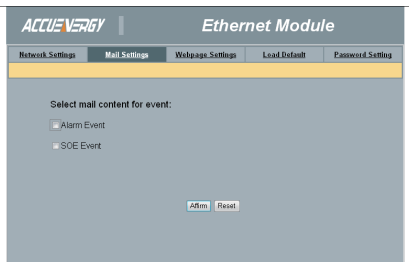 ACCUENERGY Ethernet Module
Network Settings Mail Settings Webpage Settings Load Default Password Setting
Select mail content for event:
Alarm Event
SOE Event
Affirm Reset